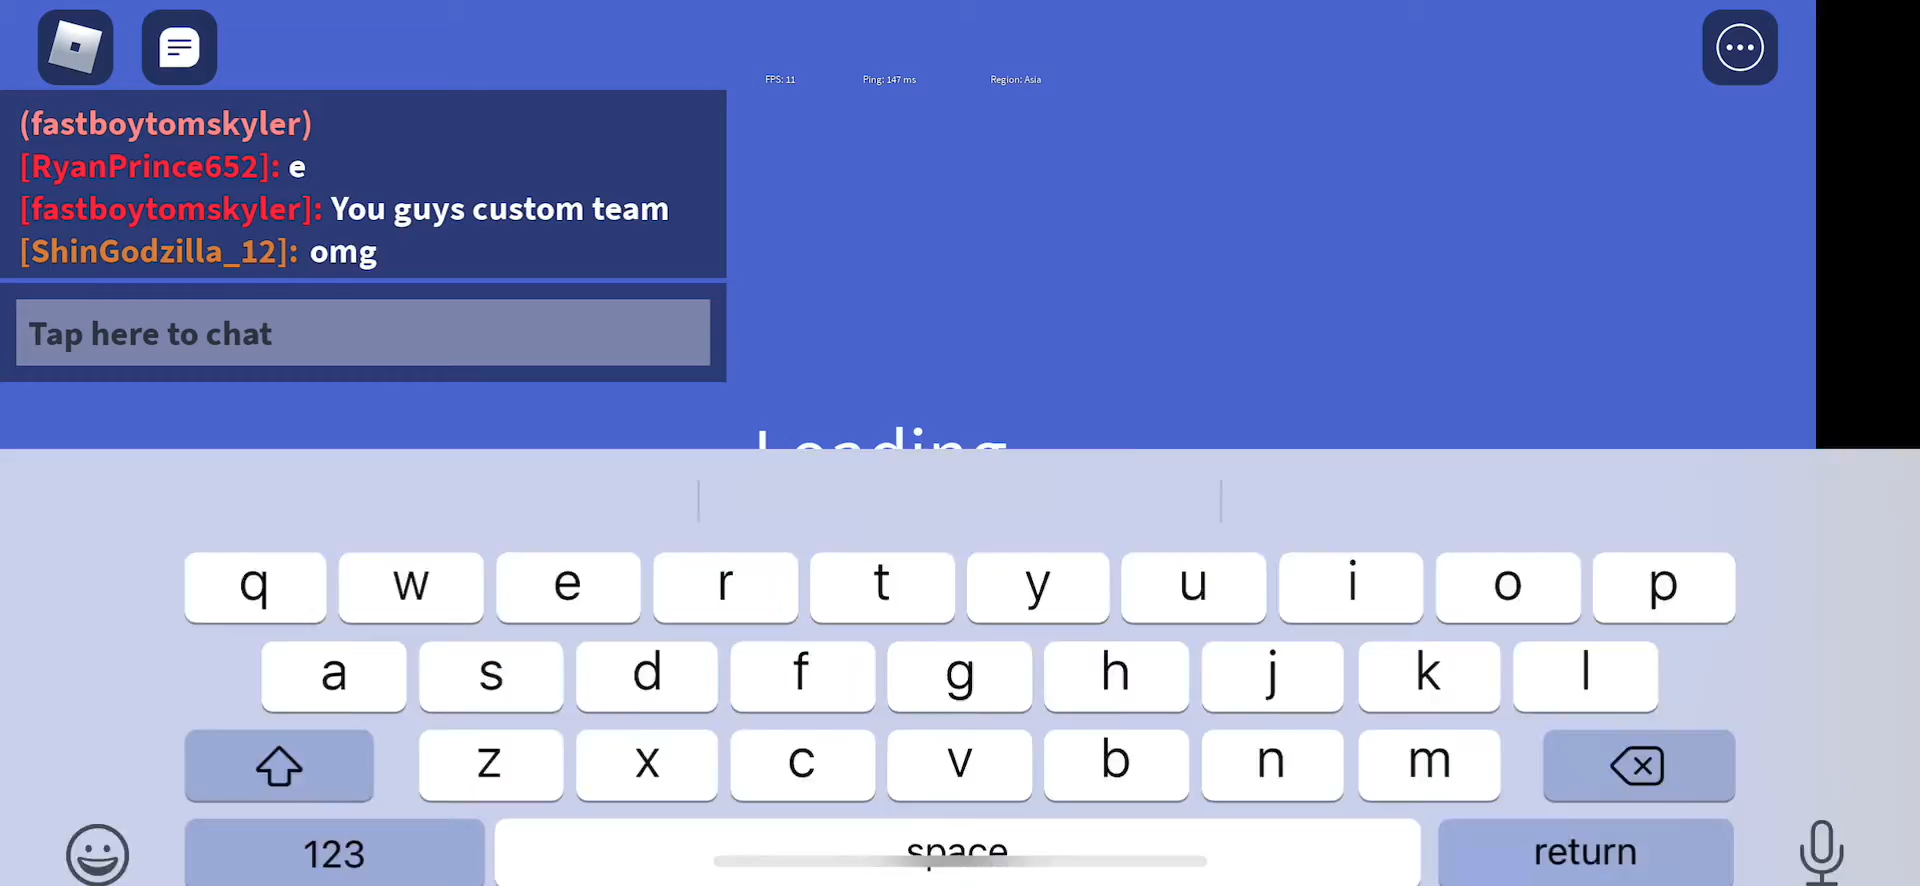 FPS: 11 Ping: 147 ms Region: Asia
(fastboytomskyler)
[RyanPrince652]: e
[fastboytomskyler]: You guys custom team
[ShinGodzilla_12]: omg
Tap here to chat
Loading
q w e r t y u i o p
a s d f g h j k l
z x c v b n m
123 space return